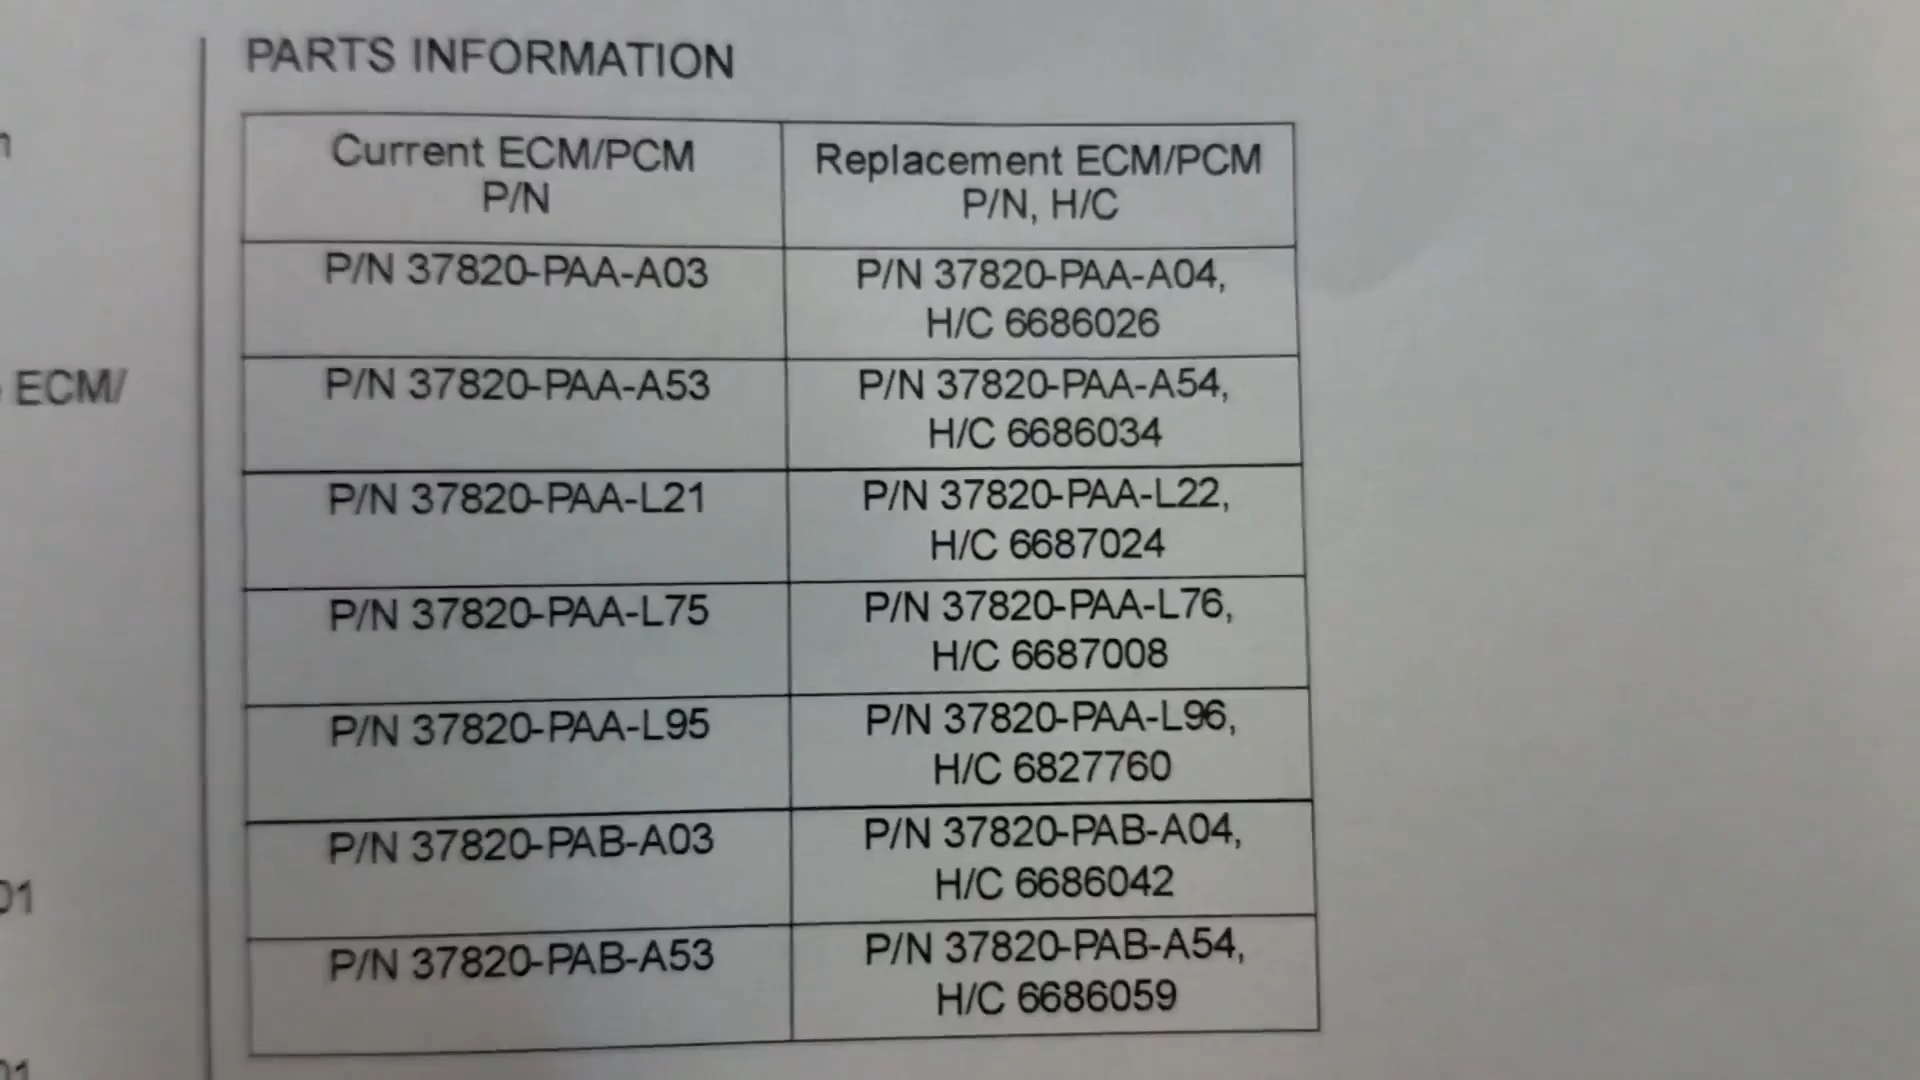 PARTS INFORMATION
Current ECM/PCM
P/N
Replacement ECM/PCM
P/N, H/C
P/N 37820-PAA-A03
P/N 37820-PAA-A04,
H/C 6686026
P/N 37820-PAA-A53
P/N 37820-PAA-A54,
H/C 6686034
P/N 37820-PAA-L21
P/N 37820-PAA-L22,
H/C 6687024
P/N 37820-PAA-L75
P/N 37820-PAA-L76,
H/C 6687008
P/N 37820-PAA-L95
P/N 37820-PAA-L96,
H/C 6827760
P/N 37820-PAB-A03
P/N 37820-PAB-A04,
H/C 6686042
P/N 37820-PAB-A53
P/N 37820-PAB-A54,
H/C 6686059
ECM/
01